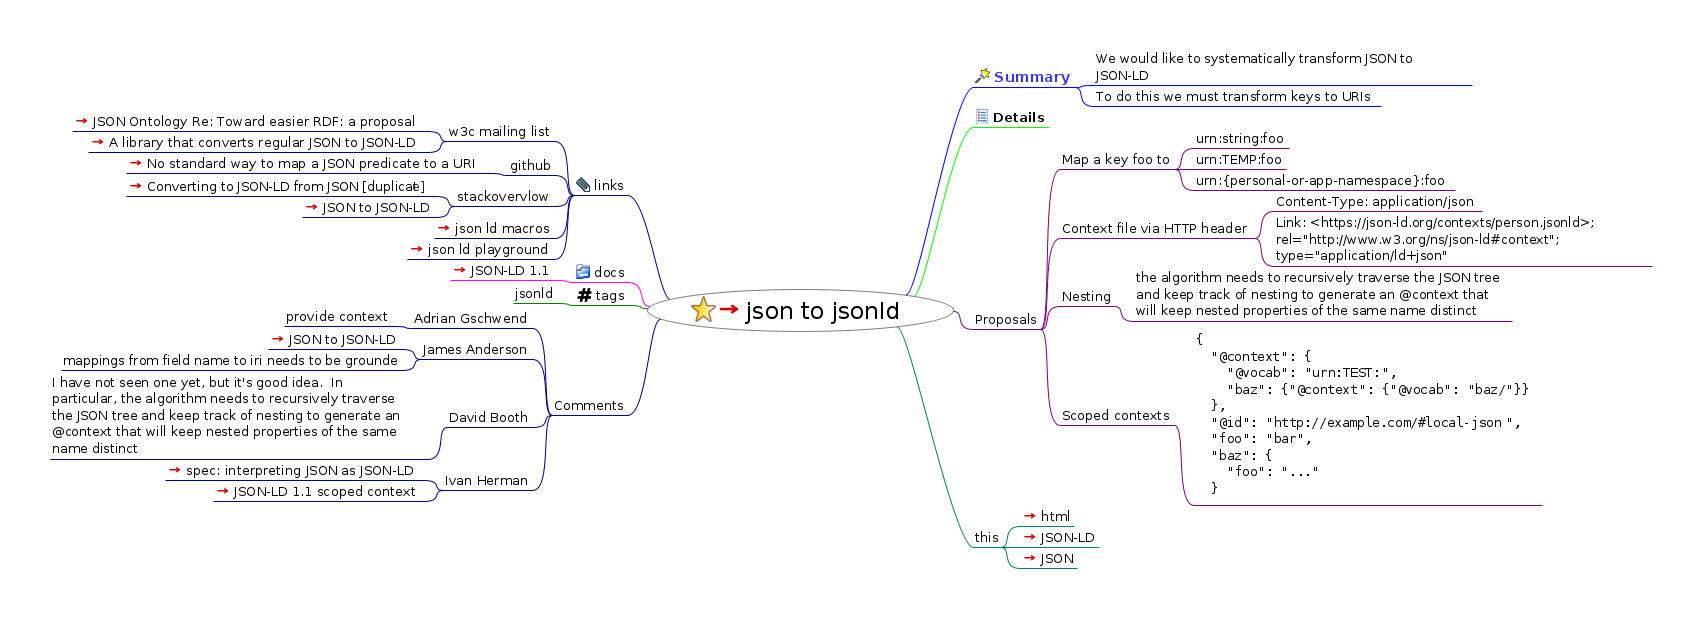 json to jsonld
Summary
We would like to systematically transform JSON to
JSON-LD
To do this we must transform keys to URIs
Details
Proposals
Map a key foo to
urn:string:foo
urn:TEMP:foo
urn:{personal-or-app-namespace}:foo
Context file via HTTP header
Content-Type: application/json
Link: <https://json-ld.org/contexts/person.jsonld>;
rel="http://www.w3.org/ns/json-ld#context";
type="application/ld+json"
Nesting
the algorithm needs to recursively traverse the JSON tree
and keep track of nesting to generate an @context that
will keep nested properties of the same name distinct
Scoped contexts
{
"@context": {
"@vocab": "urn:TEST:",
"baz": {"@context": {"@vocab": "baz/"}}
},
"@id": "http://example.com/#local-json",
"foo": "bar",
"baz": {
"foo": "..."
}
this
html
JSON-LD
JSON
links
w3c mailing list
JSON Ontology Re: Toward easier RDF: a proposal
A library that converts regular JSON to JSON-LD
github
No standard way to map a JSON predicate to a URI
stackovervlow
Converting to JSON-LD from JSON [duplicate]
JSON to JSON-LD
json ld macros
json ld playground
docs
JSON-LD 1.1
# tags
jsonld
Comments
Adrian Gschwend
provide context
James Anderson
JSON to JSON-LD
mappings from field name to iri needs to be grounde
David Booth
I have not seen one yet, but it's good idea.  In
particular, the algorithm needs to recursively traverse
the JSON tree and keep track of nesting to generate an
@context that will keep nested properties of the same
name distinct
Ivan Herman
spec: interpreting JSON as JSON-LD
JSON-LD 1.1 scoped context